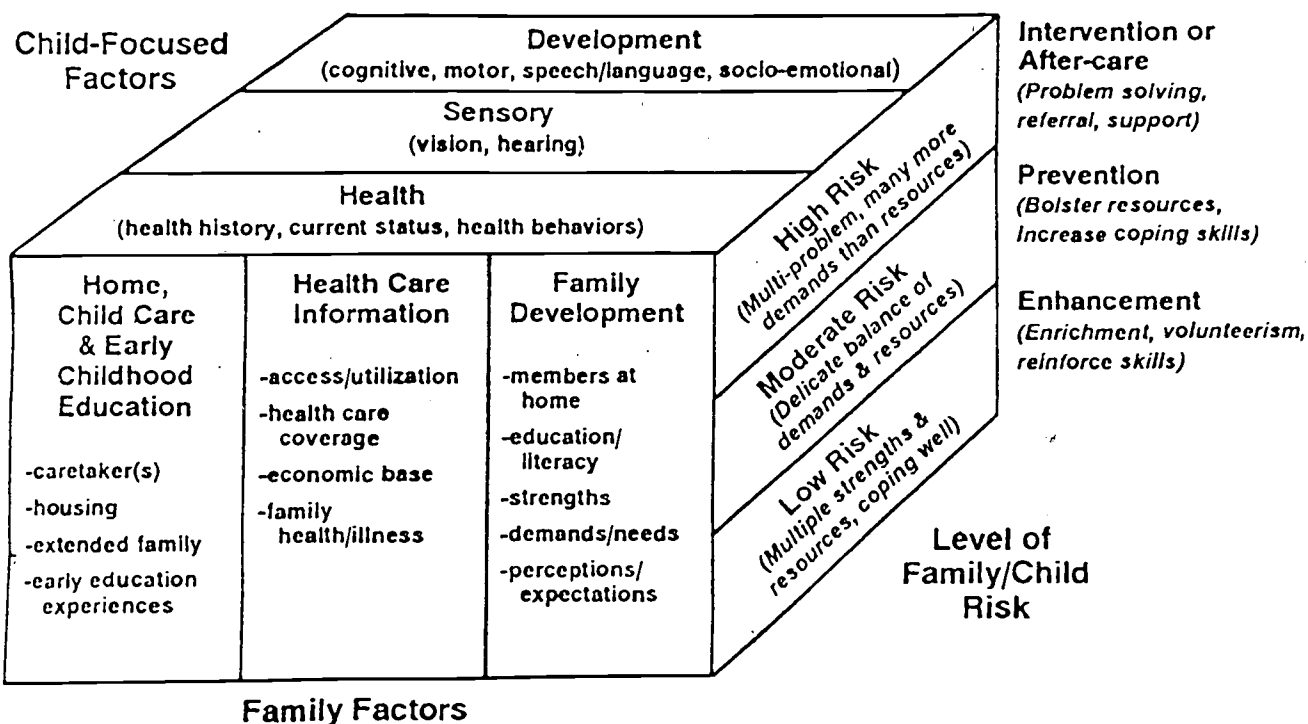 Child-Focused
Factors
Development
(cognitive, motor, speech/language, socio-emotional)
Sensory
(vision, hearing)
Health
(health history, current status, health behaviors)
Home,
Child Care
& Early
Childhood
Education
-caretaker(s)
-housing
-extended family
-early education
experiences
Health Care
Information
-access/utilization
-health care
coverage
-economic base
-family
health/illness
Family
Development
-members at
home
-education/
literacy
-strengths
-demands/needs
-perceptions/
expectations
Family Factors
High Risk
(Multi-problem, many more
demands than resources)
Moderate Risk
(Delicate balance of
demands & resources)
Low Risk
(Multiple strengths &
resources, coping well)
Level of
Family/Child
Risk
Intervention or
After-care
(Problem solving,
referral, support)
Prevention
(Bolster resources,
Increase coping skills)
Enhancement
(Enrichment, volunteerism,
reinforce skills)